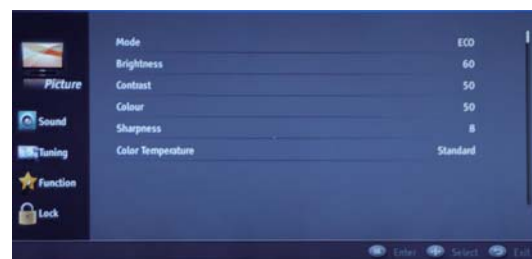 Picture
Sound
Tuning
Function
Lock
Mode ECO
Brightness 60
Contrast 50
Colour 50
Sharpness 8
Color Temperature Standard
Enter Select Exit